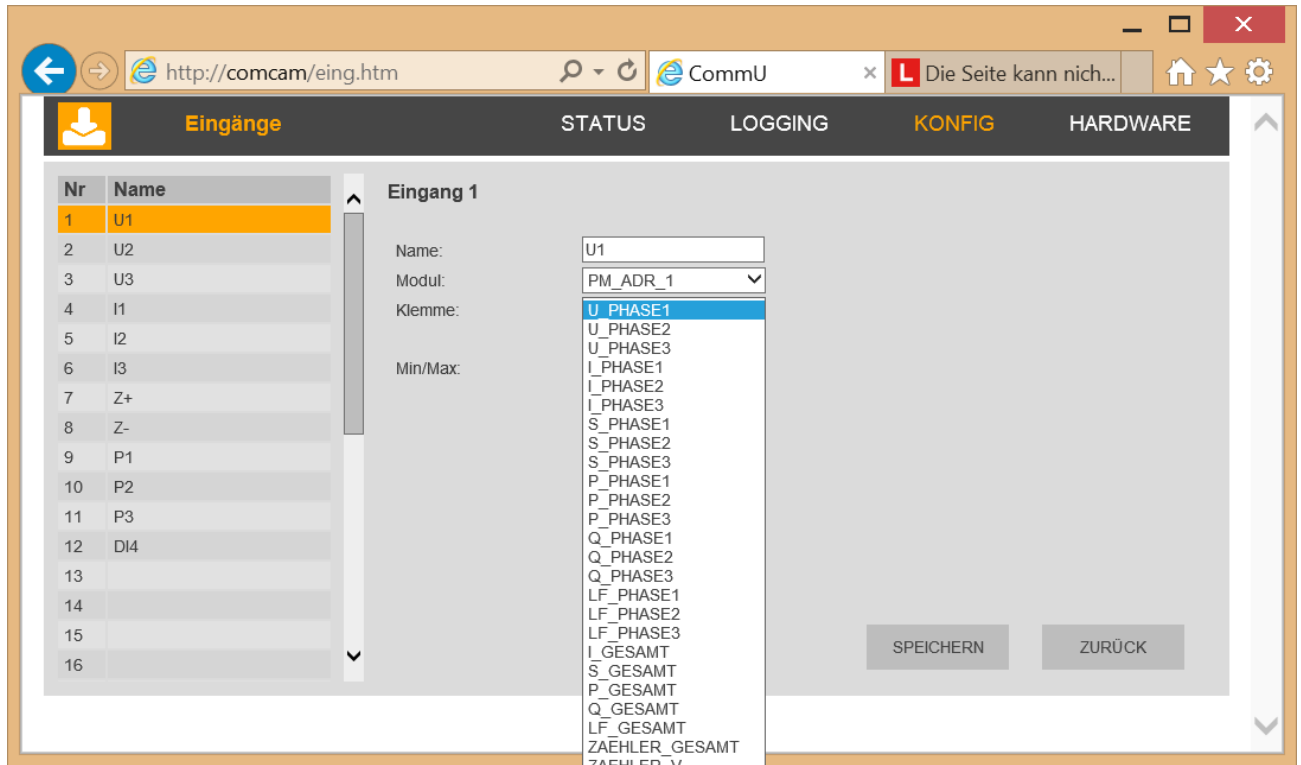 http://comcam/eing.htm
CommU
L Die Seite kann nich...
Eingänge STATUS LOGGING KONFIG HARDWARE
Nr Name
1 U1
2 U2
3 U3
4 I1
5 I2
6 I3
7 Z+
8 Z-
9 P1
10 P2
11 P3
12 DI4
13
14
15
16
Eingang 1
Name: U1
Modul: PM_ADR_1
Klemme:
U_PHASE1
U_PHASE2
U_PHASE3
I_PHASE1
I_PHASE2
I_PHASE3
S_PHASE1
S_PHASE2
S_PHASE3
P_PHASE1
P_PHASE2
P_PHASE3
Q_PHASE1
Q_PHASE2
Q_PHASE3
LF_PHASE1
LF_PHASE2
LF_PHASE3
I_GESAMT
S_GESAMT
P_GESAMT
Q_GESAMT
LF_GESAMT
ZAEHLER_GESAMT
ZAEHLER_V
Min/Max:
SPEICHERN ZURÜCK